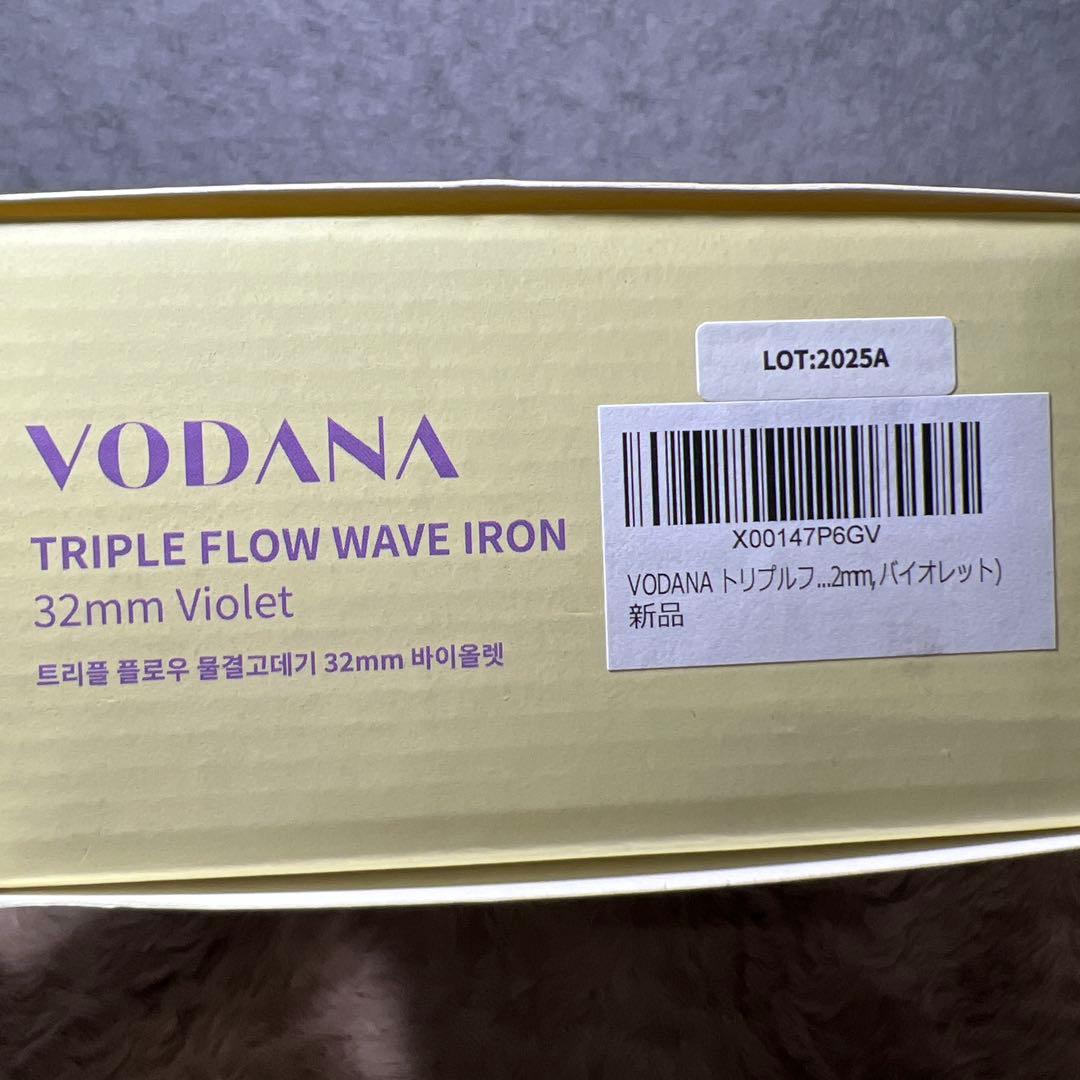 VODANA
TRIPLE FLOW WAVE IRON
32mm Violet
트리플 플로우 물결고데기 32mm 바이올렛
LOT:2025A
X00147P6GV
VODANA トリプルフ...2mm,バイオレット)
新品